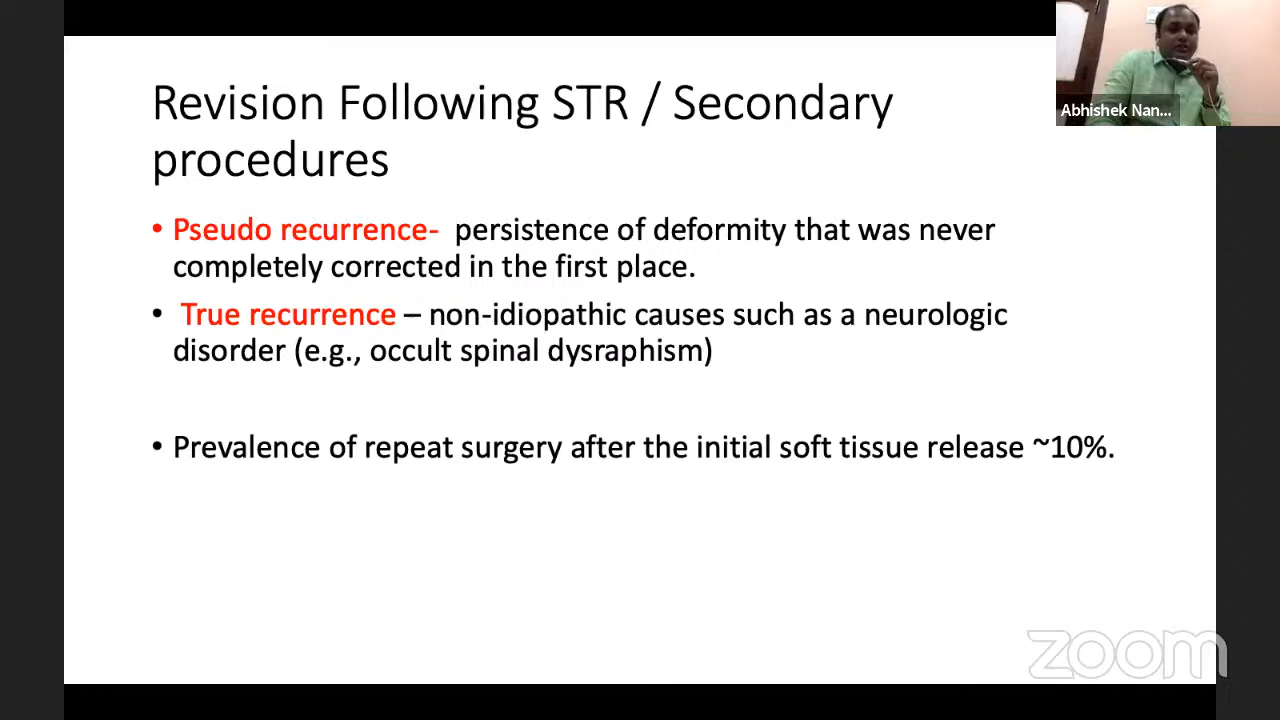 Revision Following STR / Secondary
procedures
• Pseudo recurrence- persistence of deformity that was never
completely corrected in the first place.
• True recurrence – non-idiopathic causes such as a neurologic
disorder (e.g., occult spinal dysraphism)
• Prevalence of repeat surgery after the initial soft tissue release ~10%.
Abhishek Nan...
zoom